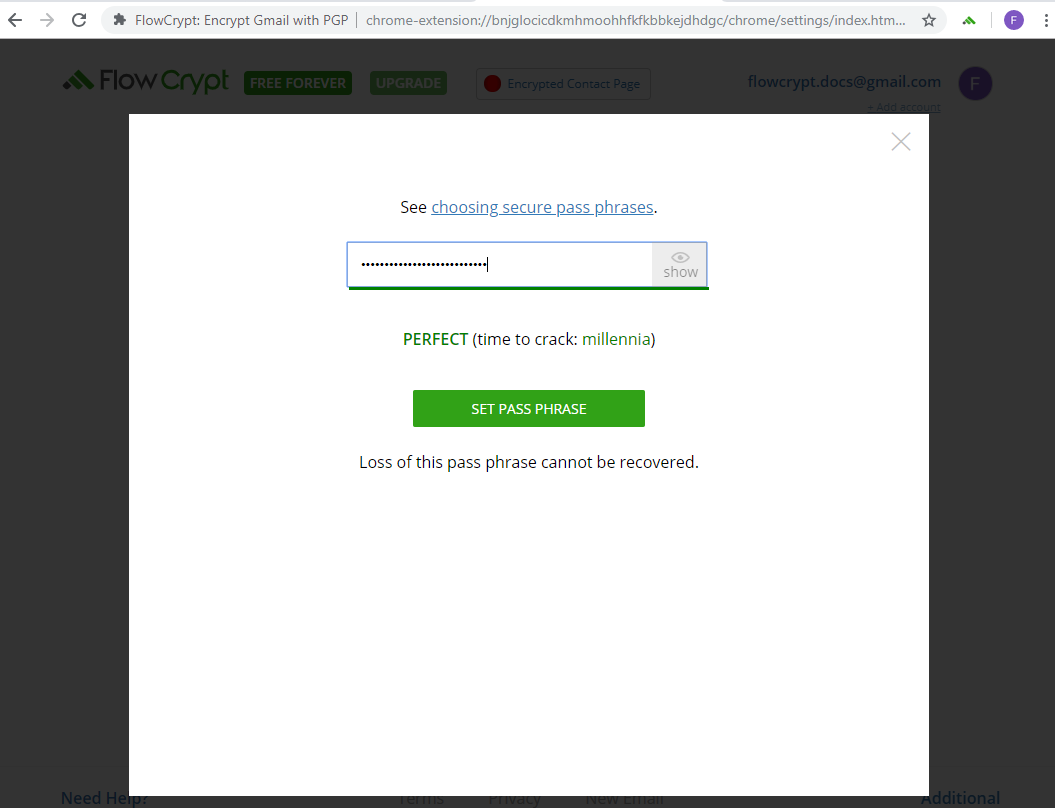 FlowCrypt: Encrypt Gmail with PGP | chrome-extension://bnjglocicdkmhmoohhfkfkbbkejdhdgc/chrome/settings/index.htm... F
FlowCrypt FREE FOREVER UPGRADE Encrypted Contact Page flowcrypt.docs@gmail.com F
+ Add account
See choosing secure pass phrases.
show
PERFECT (time to crack: millennia)
SET PASS PHRASE
Loss of this pass phrase cannot be recovered.
Need Help? Terms Privacy New Email Additional